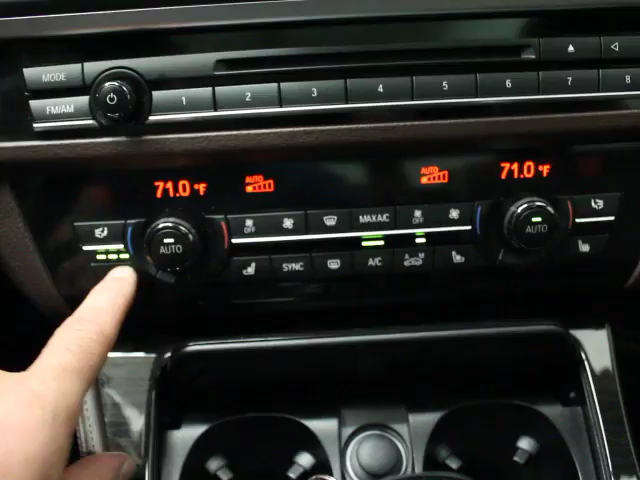 MODE
FM/AM 1 2 3 4 5 6 7 8
71.0 °F AUTO AUTO 71.0 °F
OFF MAX A/C OFF
AUTO AUTO
SYNC A/C A M